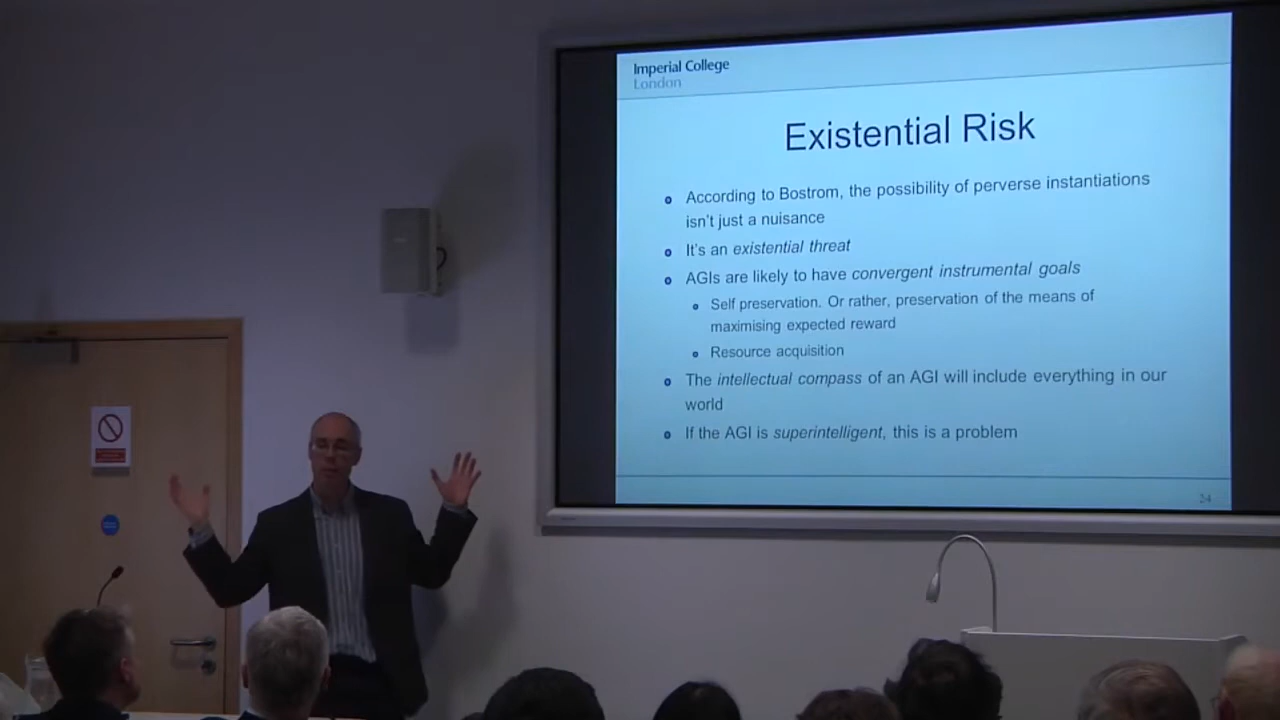 Imperial College
London
Existential Risk
According to Bostrom, the possibility of perverse instantiations
isn't just a nuisance
It's an existential threat
AGIs are likely to have convergent instrumental goals
Self preservation. Or rather, preservation of the means of
maximising expected reward
Resource acquisition
The intellectual compass of an AGI will include everything in our
world
If the AGI is superintelligent, this is a problem
24